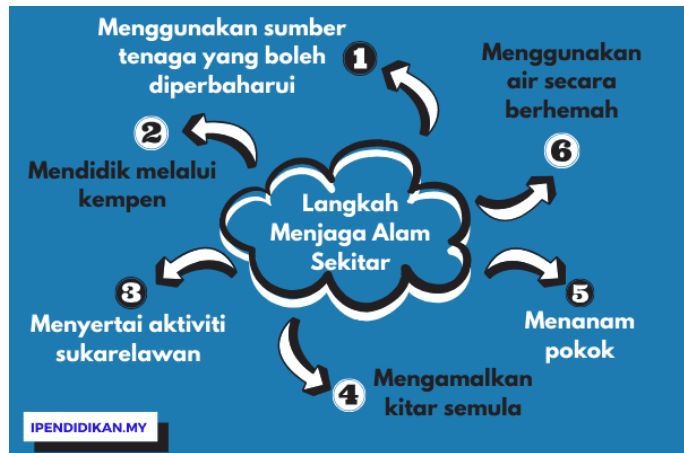 Menggunakan sumber
tenaga yang boleh
diperbaharui
1
Menggunakan
air secara
berhemah
6
2
Mendidik melalui
kempen
Langkah
Menjaga Alam
Sekitar
3
Menyertai aktiviti
sukarelawan
5
Menanam
pokok
4
Mengamalkan
kitar semula
IPENDIDIKAN.MY